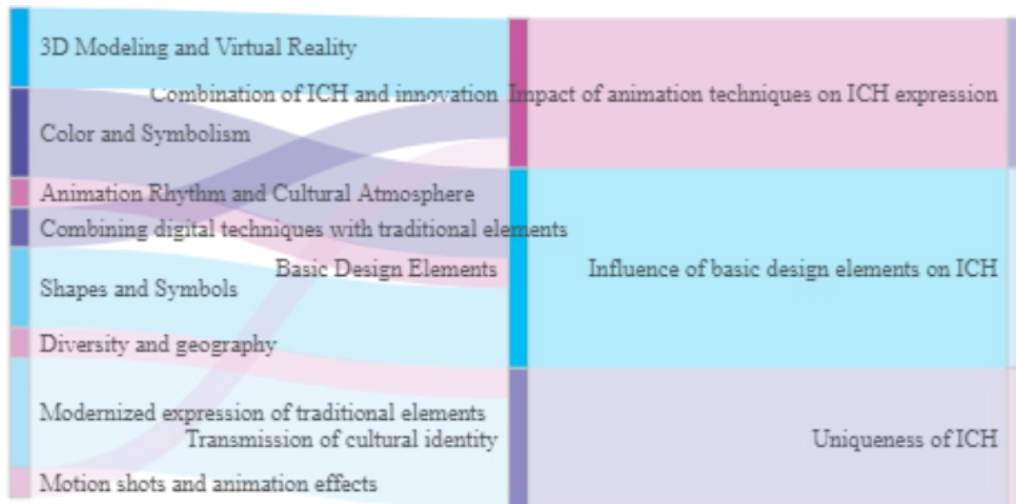 3D Modeling and Virtual Reality
Combination of ICH and innovation
Impact of animation techniques on ICH expression
Color and Symbolism
Animation Rhythm and Cultural Atmosphere
Combining digital techniques with traditional elements
Basic Design Elements
Influence of basic design elements on ICH
Shapes and Symbols
Diversity and geography
Modernized expression of traditional elements
Transmission of cultural identity
Uniqueness of ICH
Motion shots and animation effects